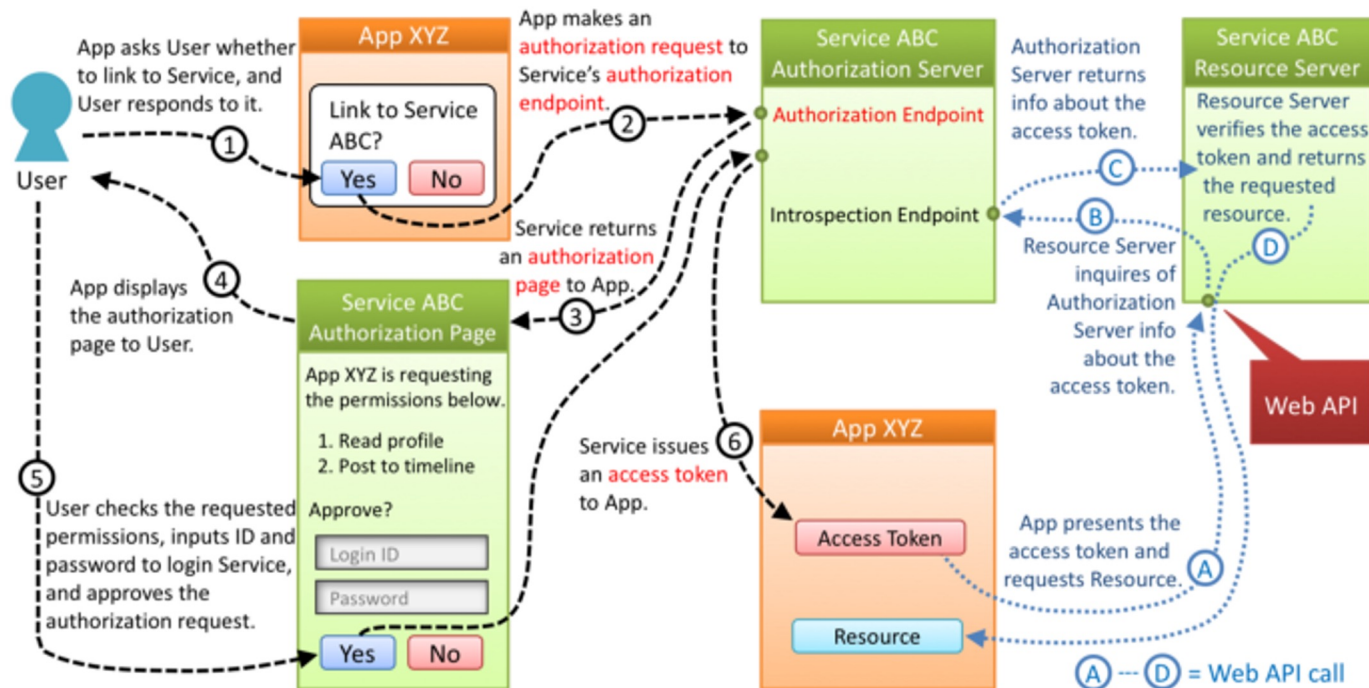 App asks User whether
to link to Service, and
User responds to it.
User
1
App XYZ
Link to Service
ABC?
Yes
No
App makes an
authorization request to
Service's authorization
endpoint.
2
Service ABC
Authorization Server
Authorization Endpoint
Introspection Endpoint
Authorization
Server returns
info about the
access token.
C
B
Service ABC
Resource Server
Resource Server
verifies the access
token and returns
the requested
resource.
D
Resource Server
inquires of
Authorization
Server info
about the
access token.
Web API
Service returns
an authorization
page to App.
3
4
App displays
the authorization
page to User.
Service ABC
Authorization Page
App XYZ is requesting
the permissions below.
1. Read profile
2. Post to timeline
Approve?
Login ID
Password
Yes
No
5
User checks the requested
permissions, inputs ID and
password to login Service,
and approves the
authorization request.
6
Service issues
an access token
to App.
App XYZ
Access Token
Resource
App presents the
access token and
requests Resource.
A
A --- D = Web API call